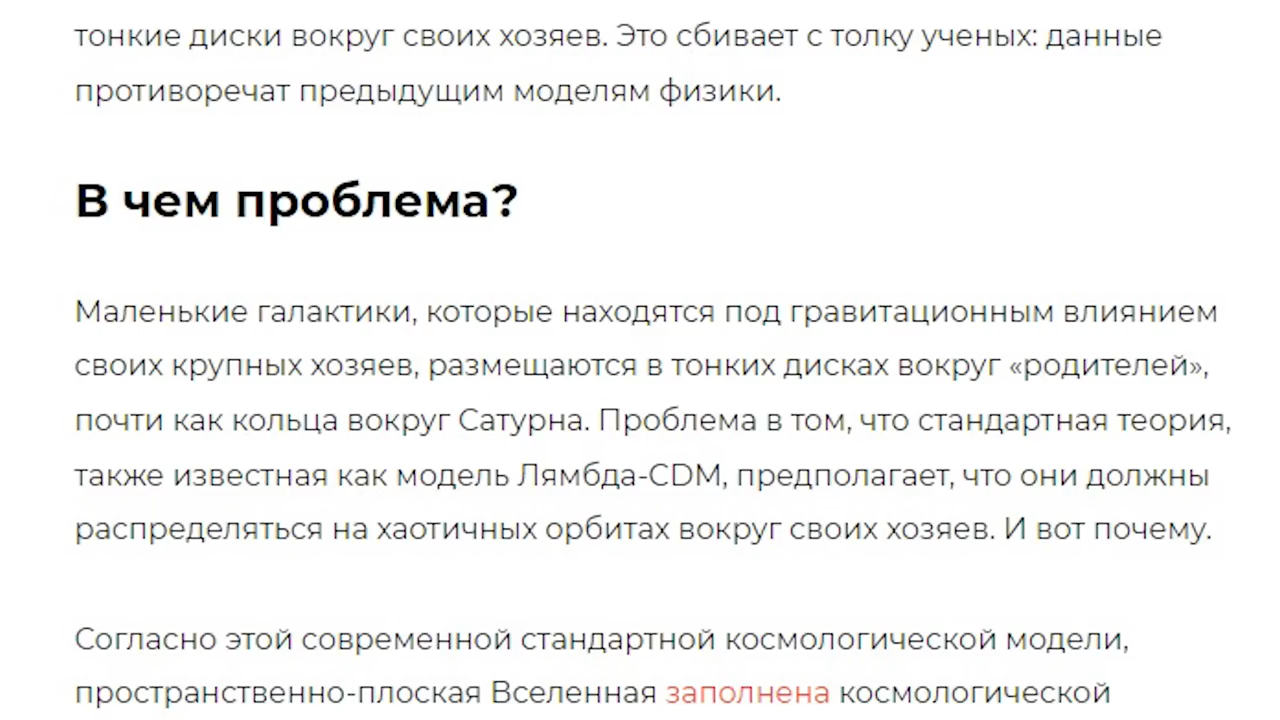 тонкие диски вокруг своих хозяев. Это сбивает с толку ученых: данные
противоречат предыдущим моделям физики.
В чем проблема?
Маленькие галактики, которые находятся под гравитационным влиянием
своих крупных хозяев, размещаются в тонких дисках вокруг «родителей»,
почти как кольца вокруг Сатурна. Проблема в том, что стандартная теория,
также известная как модель Лямбда-CDM, предполагает, что они должны
распределяться на хаотичных орбитах вокруг своих хозяев. И вот почему.
Согласно этой современной стандартной космологической модели,
пространственно-плоская Вселенная заполнена космологической